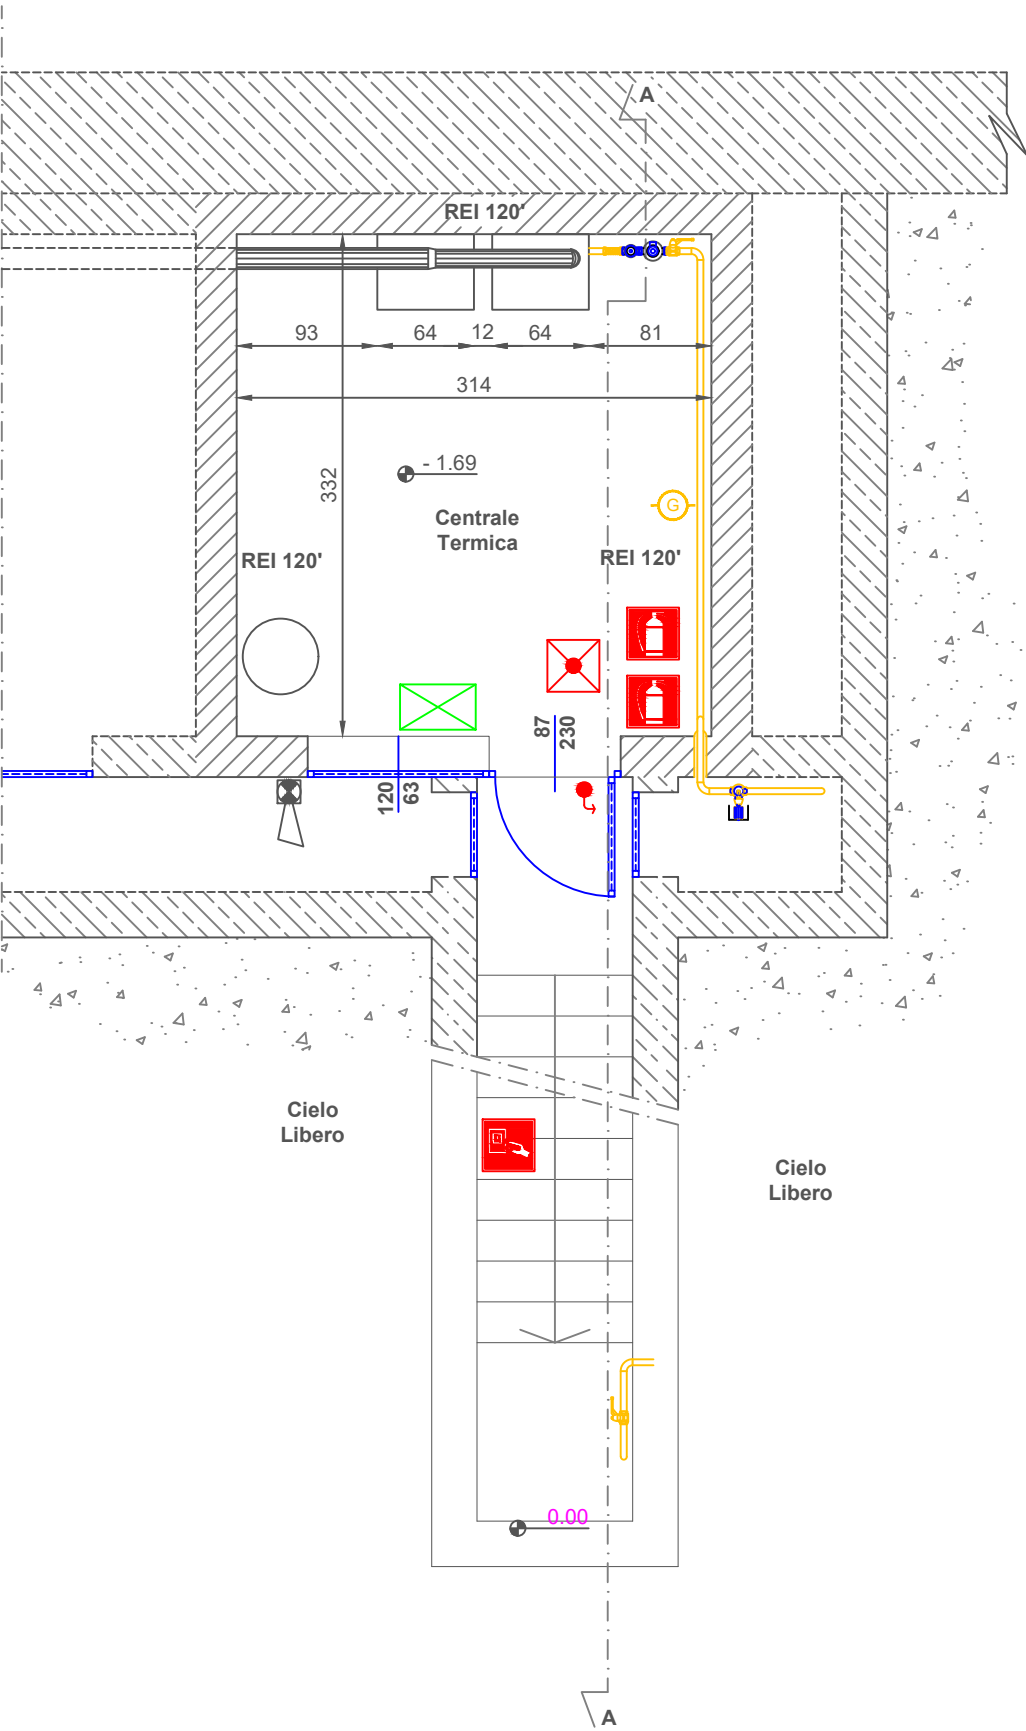 A
REI 120'
93
64
12
64
81
314
332
- 1.69
Centrale
Termica
G
REI 120'
REI 120'
87
230
120
63
Cielo
Libero
Cielo
Libero
0.00
A